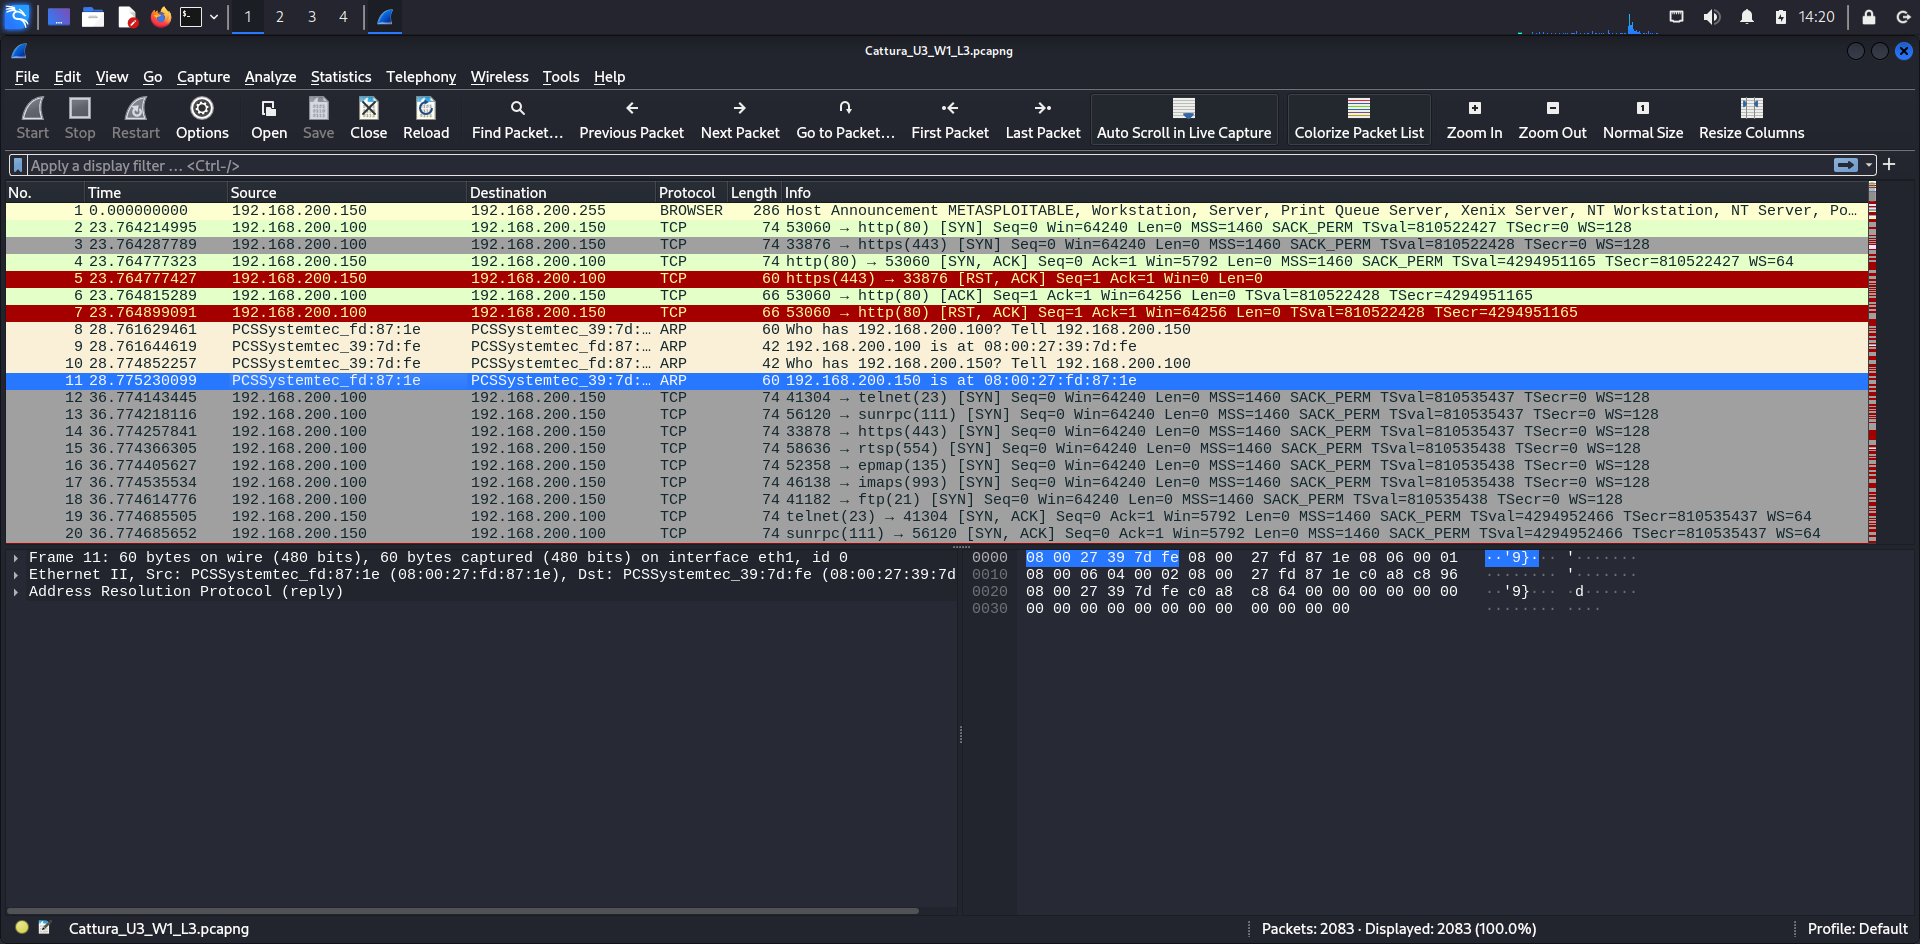 1 2 3 4 14:20
Cattura_U3_W1_L3.pcapng
File Edit View Go Capture Analyze Statistics Telephony Wireless Tools Help
Start Stop Restart Options Open Save Close Reload Find Packet... Previous Packet Next Packet Go to Packet... First Packet Last Packet Auto Scroll in Live Capture Colorize Packet List Zoom In Zoom Out Normal Size Resize Columns
Apply a display filter ... <Ctrl-/>
No. Time Source Destination Protocol Length Info
1 0.000000000 192.168.200.150 192.168.200.255 BROWSER 286 Host Announcement METASPLOITABLE, Workstation, Server, Print Queue Server, Xenix Server, NT Workstation, NT Server, Po…
2 23.764214995 192.168.200.100 192.168.200.150 TCP 74 53060 → http(80) [SYN] Seq=0 Win=64240 Len=0 MSS=1460 SACK_PERM TSval=810522427 TSecr=0 WS=128
3 23.764287789 192.168.200.100 192.168.200.150 TCP 74 33876 → https(443) [SYN] Seq=0 Win=64240 Len=0 MSS=1460 SACK_PERM TSval=810522428 TSecr=0 WS=128
4 23.764777323 192.168.200.150 192.168.200.100 TCP 74 http(80) → 53060 [SYN, ACK] Seq=0 Ack=1 Win=5792 Len=0 MSS=1460 SACK_PERM TSval=4294951165 TSecr=810522427 WS=64
5 23.764777427 192.168.200.150 192.168.200.100 TCP 60 https(443) → 33876 [RST, ACK] Seq=1 Ack=1 Win=0 Len=0
6 23.764815289 192.168.200.100 192.168.200.150 TCP 66 53060 → http(80) [ACK] Seq=1 Ack=1 Win=64256 Len=0 TSval=810522428 TSecr=4294951165
7 23.764899091 192.168.200.100 192.168.200.150 TCP 66 53060 → http(80) [RST, ACK] Seq=1 Ack=1 Win=64256 Len=0 TSval=810522428 TSecr=4294951165
8 28.761629461 PCSSystemtec_fd:87:1e PCSSystemtec_39:7d:… ARP 60 Who has 192.168.200.100? Tell 192.168.200.150
9 28.761644619 PCSSystemtec_39:7d:fe PCSSystemtec_fd:87:… ARP 42 192.168.200.100 is at 08:00:27:39:7d:fe
10 28.774852257 PCSSystemtec_39:7d:fe PCSSystemtec_fd:87:… ARP 42 Who has 192.168.200.150? Tell 192.168.200.100
11 28.775230099 PCSSystemtec_fd:87:1e PCSSystemtec_39:7d:… ARP 60 192.168.200.150 is at 08:00:27:fd:87:1e
12 36.774143445 192.168.200.100 192.168.200.150 TCP 74 41304 → telnet(23) [SYN] Seq=0 Win=64240 Len=0 MSS=1460 SACK_PERM TSval=810535437 TSecr=0 WS=128
13 36.774218116 192.168.200.100 192.168.200.150 TCP 74 56120 → sunrpc(111) [SYN] Seq=0 Win=64240 Len=0 MSS=1460 SACK_PERM TSval=810535437 TSecr=0 WS=128
14 36.774257841 192.168.200.100 192.168.200.150 TCP 74 33878 → https(443) [SYN] Seq=0 Win=64240 Len=0 MSS=1460 SACK_PERM TSval=810535437 TSecr=0 WS=128
15 36.774366305 192.168.200.100 192.168.200.150 TCP 74 58636 → rtsp(554) [SYN] Seq=0 Win=64240 Len=0 MSS=1460 SACK_PERM TSval=810535438 TSecr=0 WS=128
16 36.774405627 192.168.200.100 192.168.200.150 TCP 74 52358 → epmap(135) [SYN] Seq=0 Win=64240 Len=0 MSS=1460 SACK_PERM TSval=810535438 TSecr=0 WS=128
17 36.774535534 192.168.200.100 192.168.200.150 TCP 74 46138 → imaps(993) [SYN] Seq=0 Win=64240 Len=0 MSS=1460 SACK_PERM TSval=810535438 TSecr=0 WS=128
18 36.774614776 192.168.200.100 192.168.200.150 TCP 74 41182 → ftp(21) [SYN] Seq=0 Win=64240 Len=0 MSS=1460 SACK_PERM TSval=810535438 TSecr=0 WS=128
19 36.774685505 192.168.200.150 192.168.200.100 TCP 74 telnet(23) → 41304 [SYN, ACK] Seq=0 Ack=1 Win=5792 Len=0 MSS=1460 SACK_PERM TSval=4294952466 TSecr=810535437 WS=64
20 36.774685652 192.168.200.150 192.168.200.100 TCP 74 sunrpc(111) → 56120 [SYN, ACK] Seq=0 Ack=1 Win=5792 Len=0 MSS=1460 SACK_PERM TSval=4294952466 TSecr=810535437 WS=64
Frame 11: 60 bytes on wire (480 bits), 60 bytes captured (480 bits) on interface eth1, id 0
Ethernet II, Src: PCSSystemtec_fd:87:1e (08:00:27:fd:87:1e), Dst: PCSSystemtec_39:7d:fe (08:00:27:39:7d
Address Resolution Protocol (reply)
0000 08 00 27 39 7d fe 08 00 27 fd 87 1e 08 06 00 01 ··'9}··· '·······
0010 08 00 06 04 00 02 08 00 27 fd 87 1e c0 a8 c8 96 ········ '·······
0020 08 00 27 39 7d fe c0 a8 c8 64 00 00 00 00 00 00 ··'9}··· ·d······
0030 00 00 00 00 00 00 00 00 00 00 00 00 ········ ····
Cattura_U3_W1_L3.pcapng Packets: 2083 · Displayed: 2083 (100.0%) Profile: Default